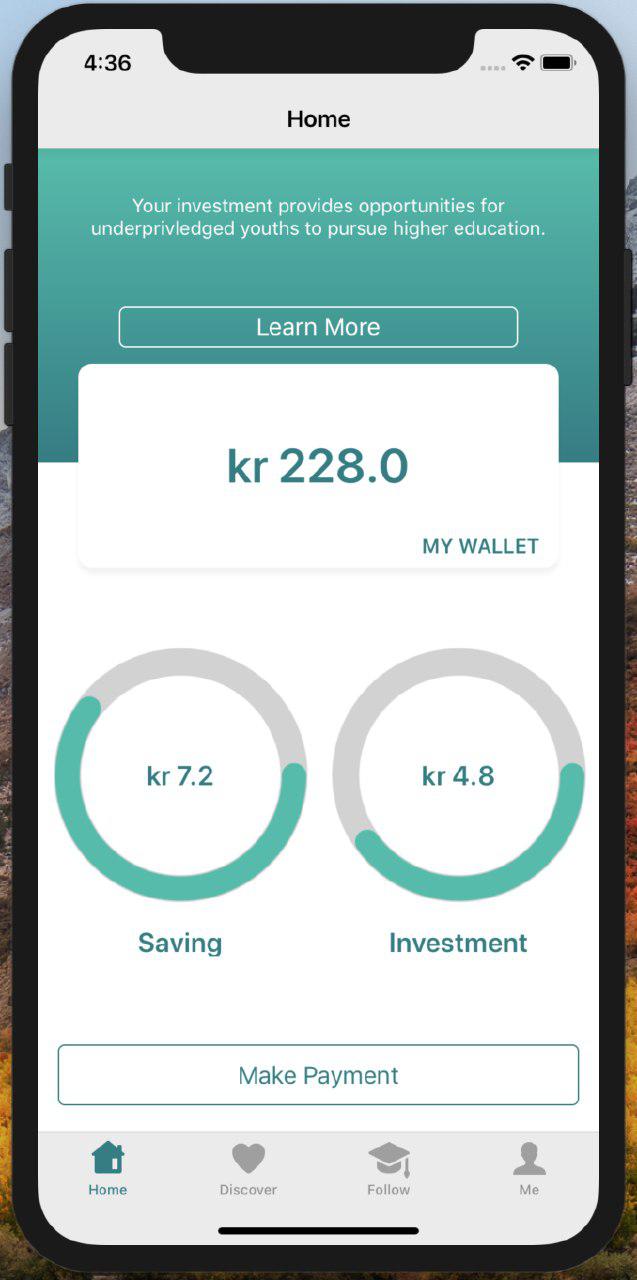 4:36
Home
Your investment provides opportunities for
underprivledged youths to pursue higher education.
Learn More
kr 228.0
MY WALLET
kr 7.2
kr 4.8
Saving
Investment
Make Payment
Home
Discover
Follow
Me